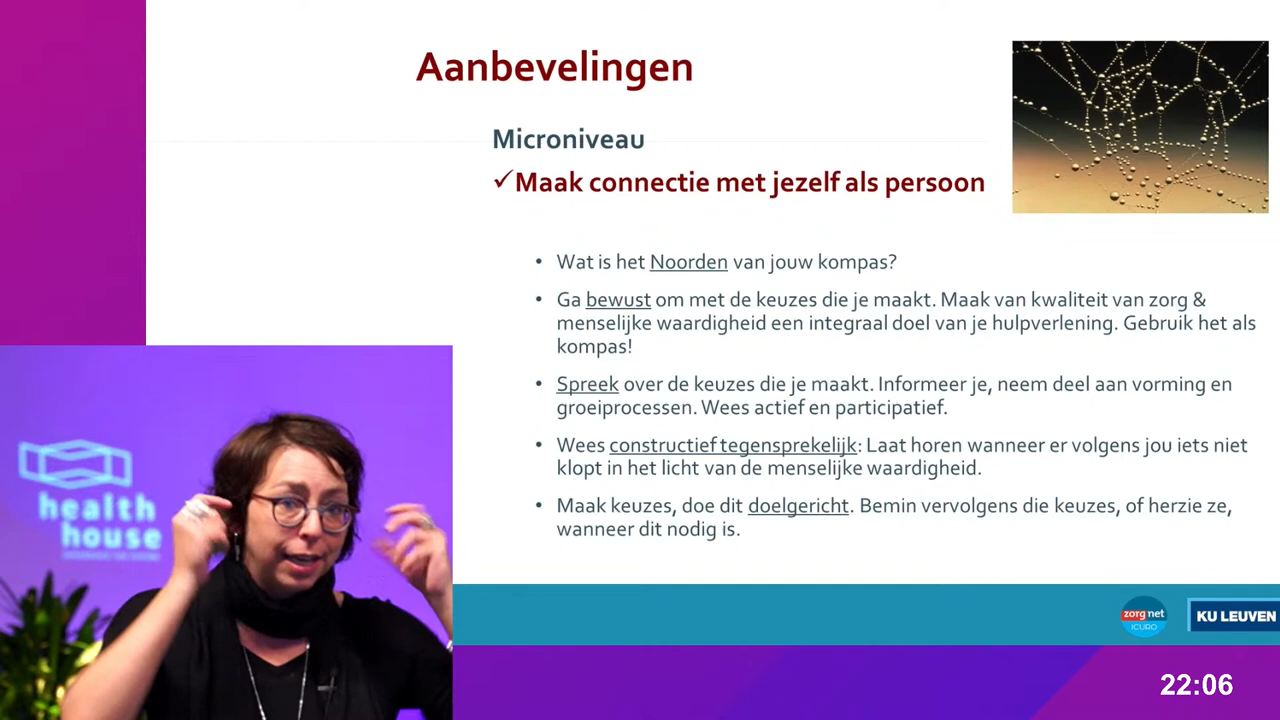 Aanbevelingen
Microniveau
✓Maak connectie met jezelf als persoon
• Wat is het Noorden van jouw kompas?
• Ga bewust om met de keuzes die je maakt. Maak van kwaliteit van zorg &
menselijke waardigheid een integraal doel van je hulpverlening. Gebruik het als
kompas!
• Spreek over de keuzes die je maakt. Informeer je, neem deel aan vorming en
groeiprocessen. Wees actief en participatief.
• Wees constructief tegensprekelijk: Laat horen wanneer er volgens jou iets niet
klopt in het licht van de menselijke waardigheid.
• Maak keuzes, doe dit doelgericht. Bemin vervolgens die keuzes, of herzie ze,
wanneer dit nodig is.
health
house
zorgnet
ICURO
KU LEUVEN
22:06